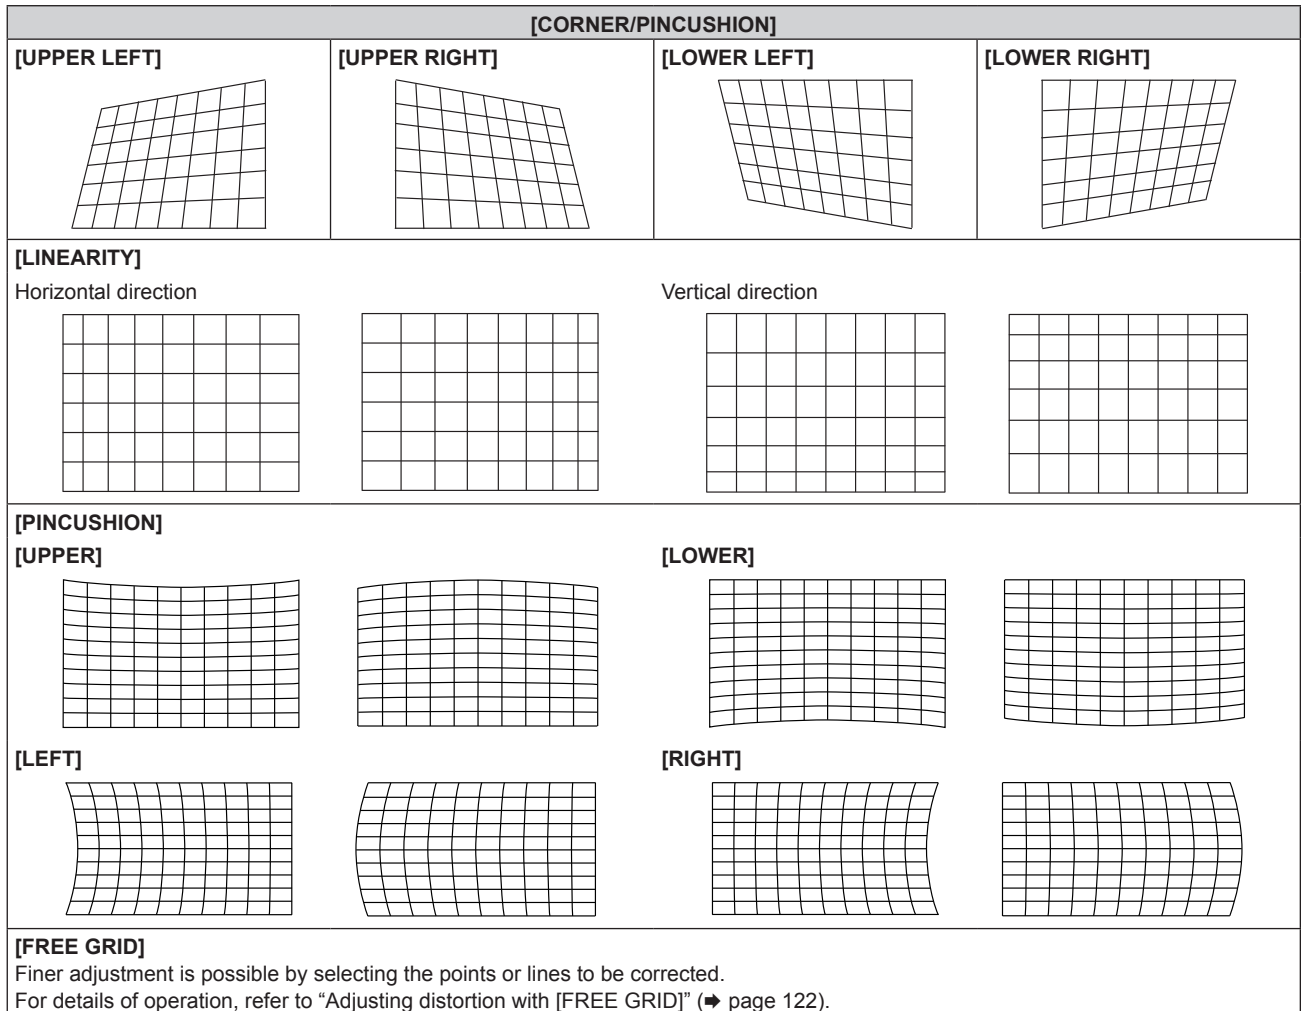 [CORNER/PINCUSHION]
[UPPER LEFT]
[UPPER RIGHT]
[LOWER LEFT]
[LOWER RIGHT]
[LINEARITY]
Horizontal direction
Vertical direction
[PINCUSHION]
[UPPER]
[LOWER]
[LEFT]
[RIGHT]
[FREE GRID]
Finer adjustment is possible by selecting the points or lines to be corrected.
For details of operation, refer to “Adjusting distortion with [FREE GRID]” (➡ page 122).